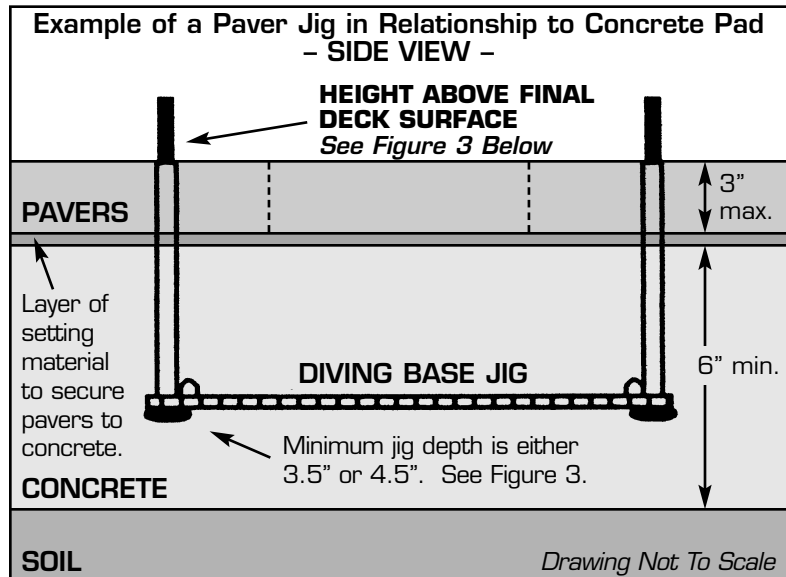 Example of a Paver Jig in Relationship to Concrete Pad
– SIDE VIEW –
HEIGHT ABOVE FINAL
DECK SURFACE
See Figure 3 Below
3”
max.
PAVERS
Layer of
setting
material
to secure
pavers to
concrete.
DIVING BASE JIG
6” min.
Minimum jig depth is either
3.5” or 4.5”.  See Figure 3.
CONCRETE
SOIL
Drawing Not To Scale